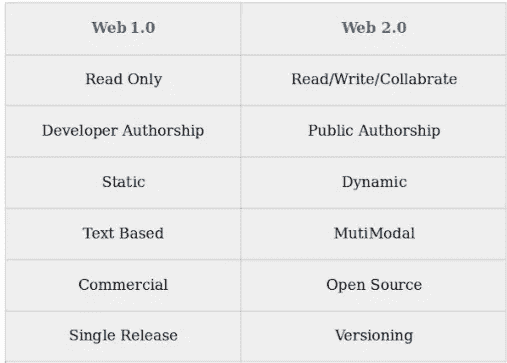 Web 1.0 Web 2.0
Read Only Read/Write/Collabrate
Developer Authorship Public Authorship
Static Dynamic
Text Based MutiModal
Commercial Open Source
Single Release Versioning